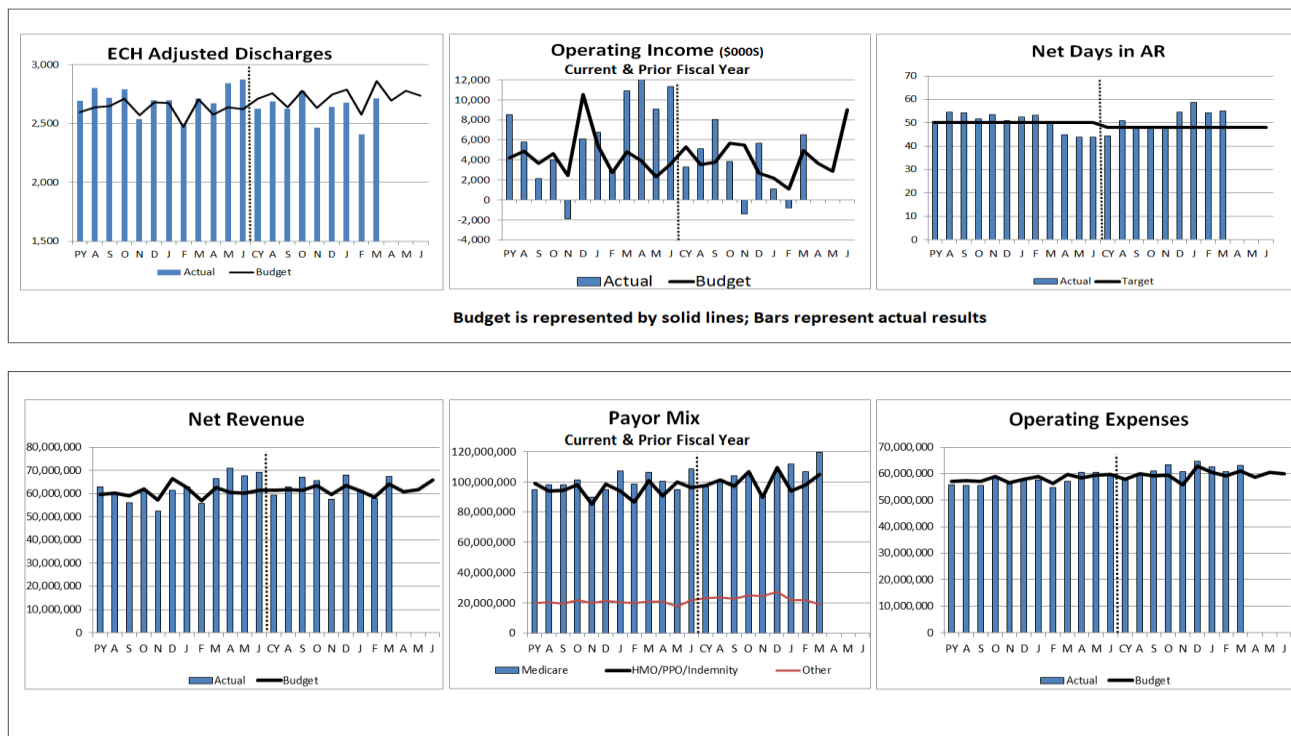 ECH Adjusted Discharges
3,000
2,500
2,000
1,500
PY A S O N D J F M A M J CY A S O N D J F M A M J
Actual Budget
Operating Income ($000S)
Current & Prior Fiscal Year
12,000
10,000
8,000
6,000
4,000
2,000
0
-2,000
-4,000
PY A S O N D J F M A M J CY A S O N D J F M A M J
Actual Budget
Net Days in AR
70
60
50
40
30
20
10
0
PY A S O N D J F M A M J CY A S O N D J F M A M J
Actual Target
Budget is represented by solid lines; Bars represent actual results
Net Revenue
80,000,000
70,000,000
60,000,000
50,000,000
40,000,000
30,000,000
20,000,000
10,000,000
0
PY A S O N D J F M A M J CY A S O N D J F M A M J
Actual Budget
Payor Mix
Current & Prior Fiscal Year
120,000,000
100,000,000
80,000,000
60,000,000
40,000,000
20,000,000
0
PY A S O N D J F M A M J CY A S O N D J F M A M J
Medicare HMO/PPO/Indemnity Other
Operating Expenses
70,000,000
60,000,000
50,000,000
40,000,000
30,000,000
20,000,000
10,000,000
0
PY A S O N D J F M A M J CY A S O N D J F M A M J
Actual Budget